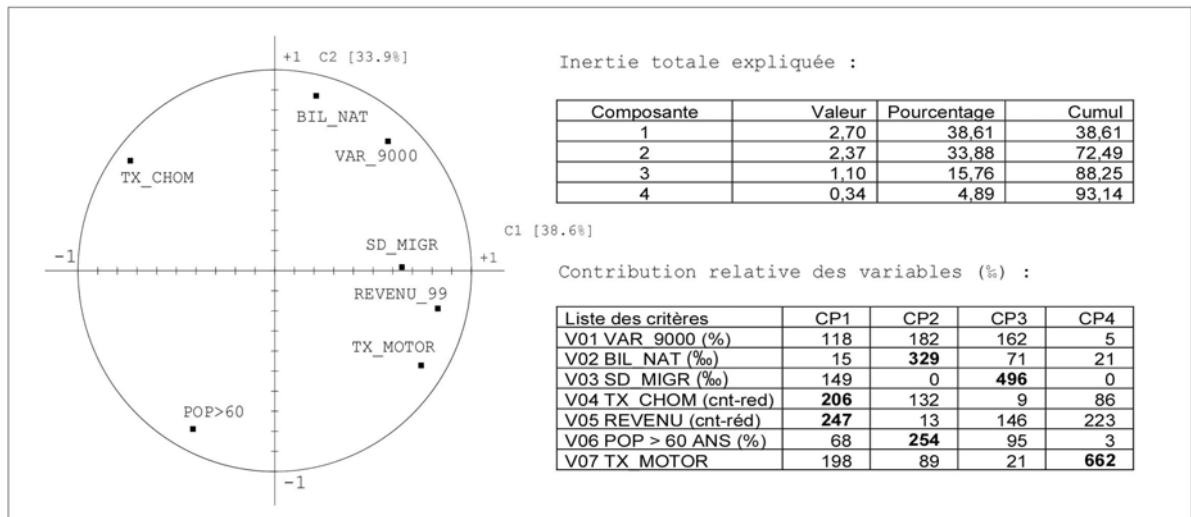 +1 C2 [33.9%]
BIL_NAT
VAR_9000
TX_CHOM
C1 [38.6%]
SD_MIGR
-1
+1
REVENU_99
TX_MOTOR
POP>60
-1
Inertie totale expliquée :
Composante Valeur Pourcentage Cumul
1 2,70 38,61 38,61
2 2,37 33,88 72,49
3 1,10 15,76 88,25
4 0,34 4,89 93,14
Contribution relative des variables (‰) :
Liste des critères CP1 CP2 CP3 CP4
V01 VAR 9000 (%) 118 182 162 5
V02 BIL NAT (‰) 15 329 71 21
V03 SD MIGR (‰) 149 0 496 0
V04 TX CHOM (cnt-red) 206 132 9 86
V05 REVENU (cnt-réd) 247 13 146 223
V06 POP > 60 ANS (%) 68 254 95 3
V07 TX MOTOR 198 89 21 662